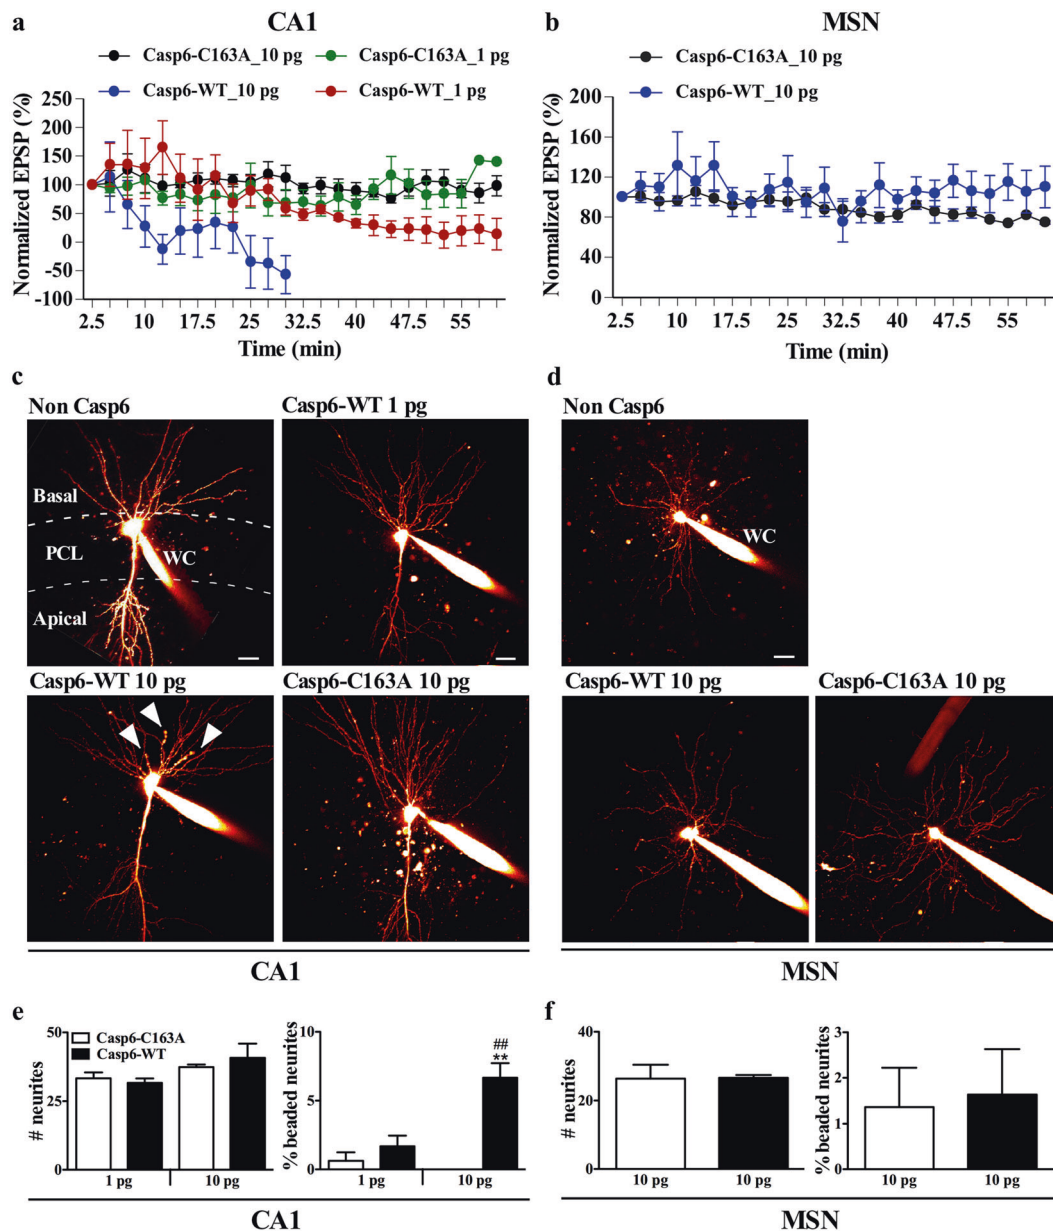 a
CA1
Casp6-C163A_10 pg
Casp6-C163A_1 pg
Casp6-WT_10 pg
Casp6-WT_1 pg
Normalized EPSP (%)
250
200
150
100
50
0
-50
-100
2.5 10 17.5 25 32.5 40 47.5 55
Time (min)
b
MSN
Casp6-C163A_10 pg
Casp6-WT_10 pg
Normalized EPSP (%)
200
160
120
80
40
0
2.5 10 17.5 25 32.5 40 47.5 55
Time (min)
c
Non Casp6
Basal
PCL
Apical
WC
Casp6-WT 1 pg
Casp6-WT 10 pg
Casp6-C163A 10 pg
CA1
d
Non Casp6
WC
Casp6-WT 10 pg
Casp6-C163A 10 pg
MSN
e
# neurites
50
25
0
Casp6-C163A
Casp6-WT
1 pg 10 pg
% beaded neurites
10
5
0
##
**
1 pg 10 pg
CA1
f
# neurites
40
20
0
10 pg 10 pg
% beaded neurites
3
2
1
0
10 pg 10 pg
MSN